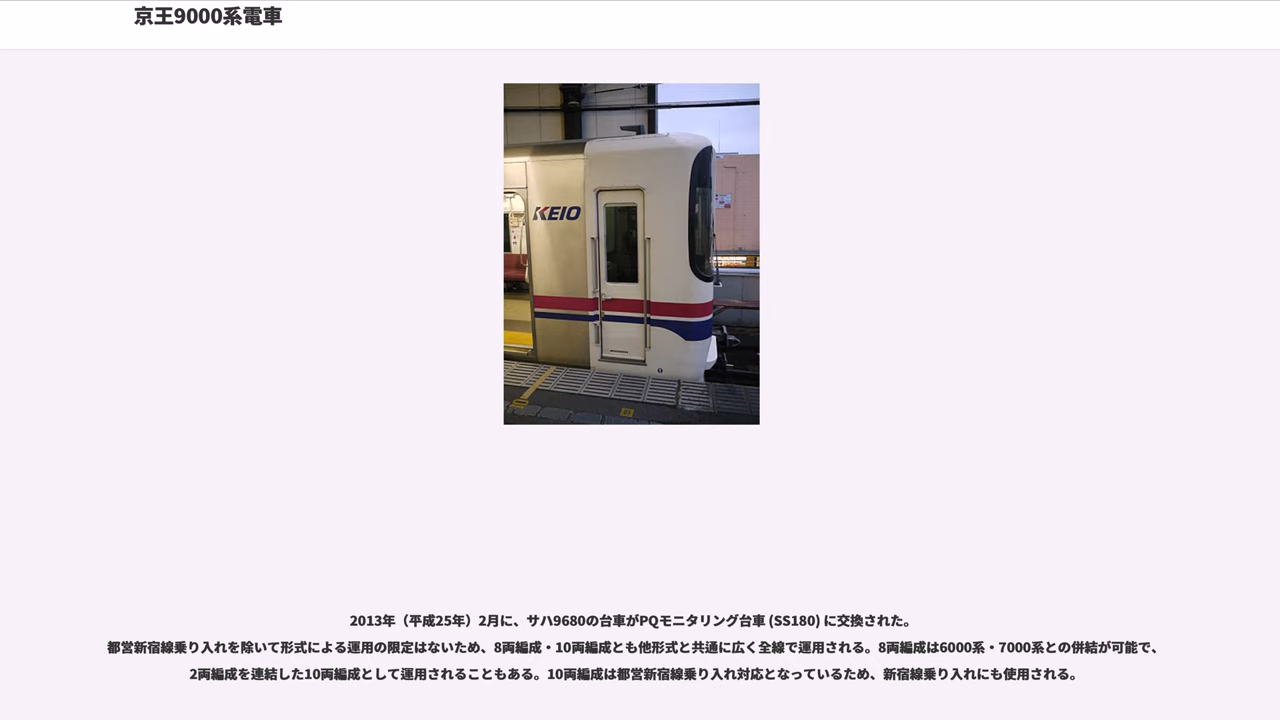 京王9000系電車
KEIO
2013年（平成25年）2月に、サハ9680の台車がPQモニタリング台車 (SS180) に交換された。
都営新宿線乗り入れを除いて形式による運用の限定はないため、8両編成・10両編成とも他形式と共通に広く全線で運用される。8両編成は6000系・7000系との併結が可能で、
2両編成を連結した10両編成として運用されることもある。10両編成は都営新宿線乗り入れ対応となっているため、新宿線乗り入れにも使用される。